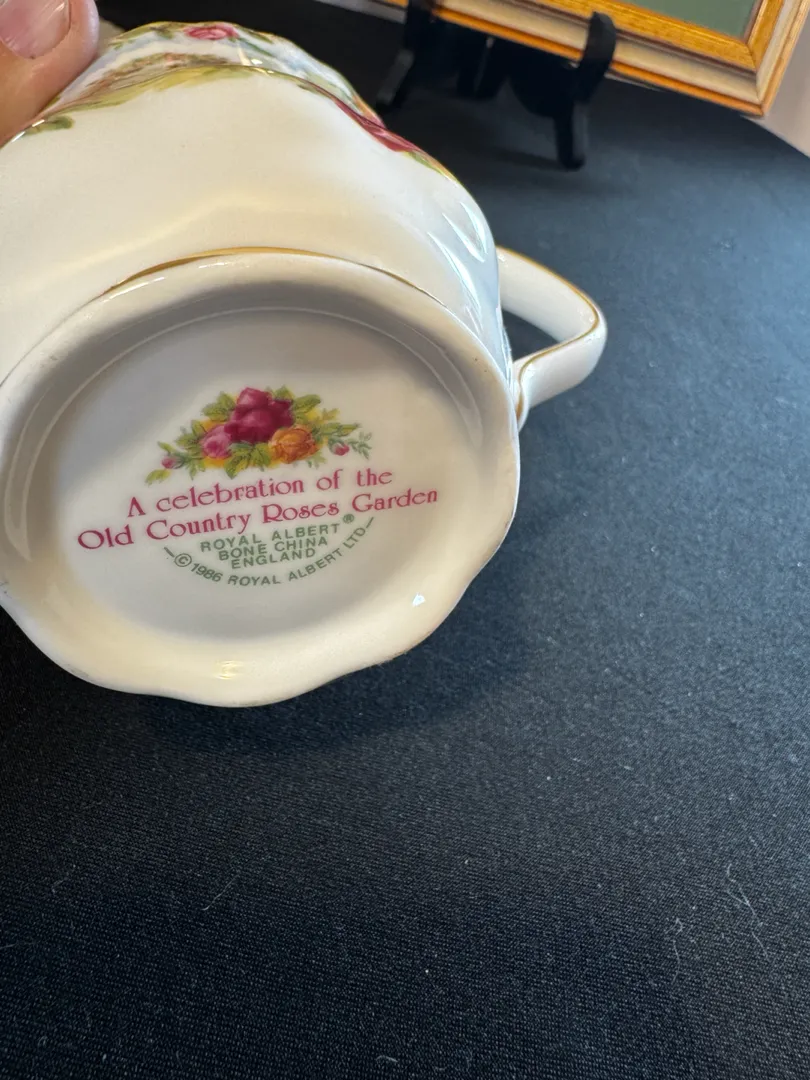 A celebration of the
Old Country Roses Garden
ROYAL ALBERT®
BONE CHINA
ENGLAND
—©1986 ROYAL ALBERT LTD—